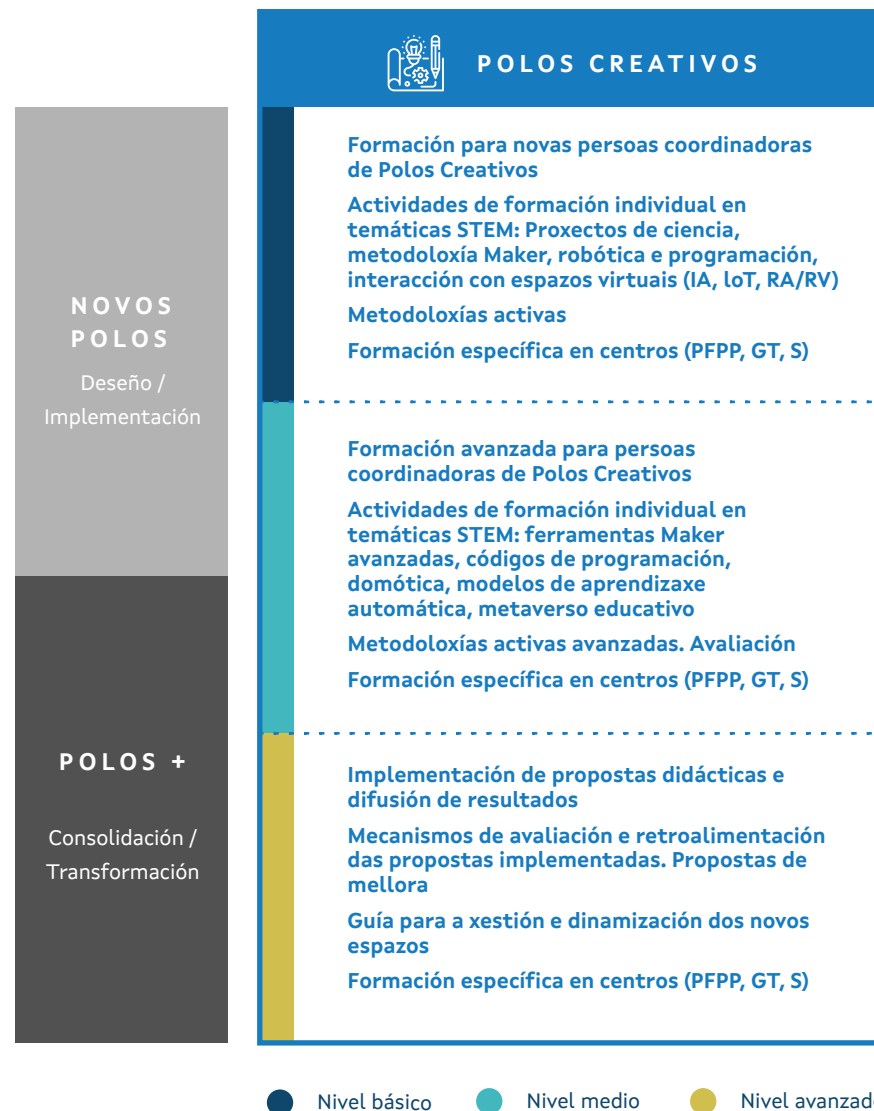 POLOS CREATIVOS
NOVOS
POLOS
Deseño /
Implementación
Formación para novas persoas coordinadoras
de Polos Creativos
Actividades de formación individual en
temáticas STEM: Proxectos de ciencia,
metodoloxía Maker, robótica e programación,
interacción con espazos virtuais (IA, loT, RA/RV)
Metodoloxías activas
Formación específica en centros (PFPP, GT, S)
Formación avanzada para persoas
coordinadoras de Polos Creativos
Actividades de formación individual en
temáticas STEM: ferramentas Maker
avanzadas, códigos de programación,
domótica, modelos de aprendizaxe
automática, metaverso educativo
Metodoloxías activas avanzadas. Avaliación
Formación específica en centros (PFPP, GT, S)
POLOS +
Consolidación /
Transformación
Implementación de propostas didácticas e
difusión de resultados
Mecanismos de avaliación e retroalimentación
das propostas implementadas. Propostas de
mellora
Guía para a xestión e dinamización dos novos
espazos
Formación específica en centros (PFPP, GT, S)
Nivel básico
Nivel medio
Nivel avanzado